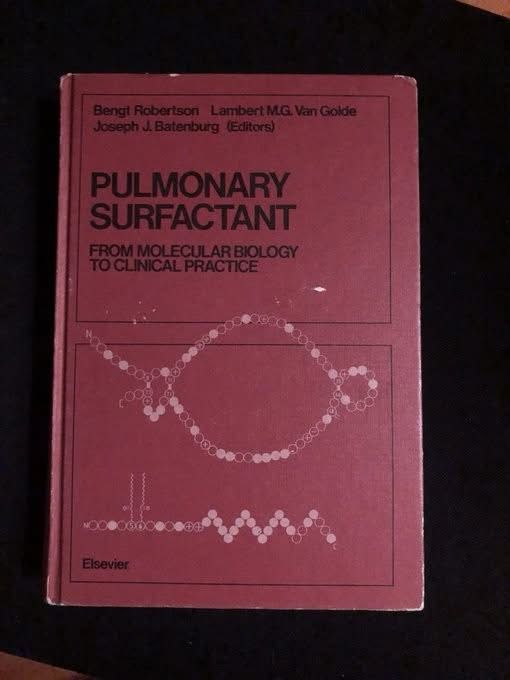 Bengt Robertson Lambert M.G. Van Golde
Joseph J. Batenburg (Editors)
PULMONARY
SURFACTANT
FROM MOLECULAR BIOLOGY
TO CLINICAL PRACTICE
N
C
N
C
Elsevier